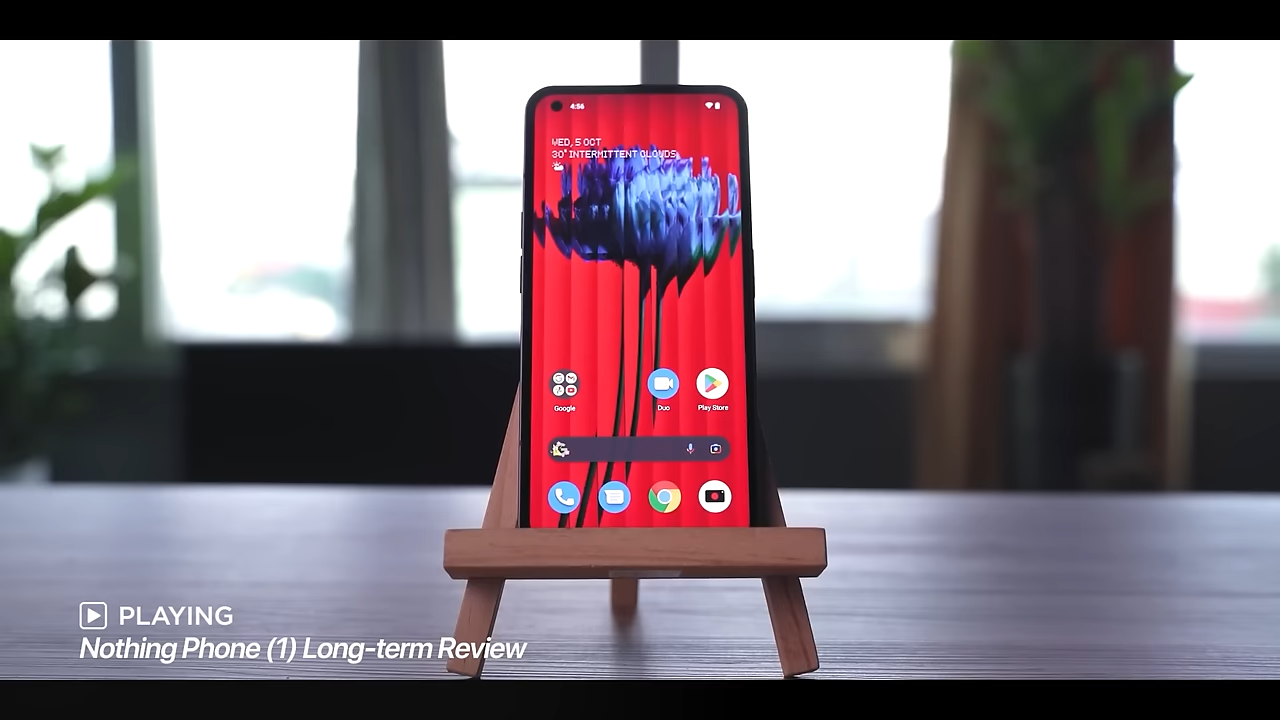 4:56
WED, 5 OCT
30° INTERMITTENT CLOUDS
Google
Duo
Play Store
PLAYING
Nothing Phone (1) Long-term Review